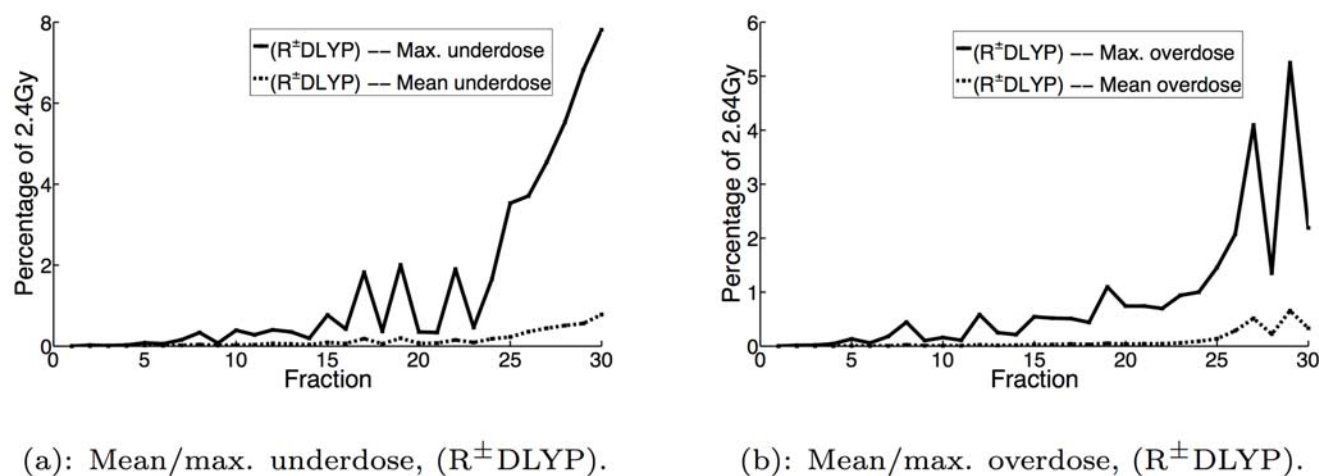 8
6
4
2
0
Percentage of 2.4Gy
(R±DLYP) −− Max. underdose
(R±DLYP) −− Mean underdose
0 5 10 15 20 25 30
Fraction
6
5
4
3
2
1
0
Percentage of 2.64Gy
(R±DLYP) −− Max. overdose
(R±DLYP) −− Mean overdose
0 5 10 15 20 25 30
Fraction
(a): Mean/max. underdose, (R±DLYP).
(b): Mean/max. overdose, (R±DLYP).